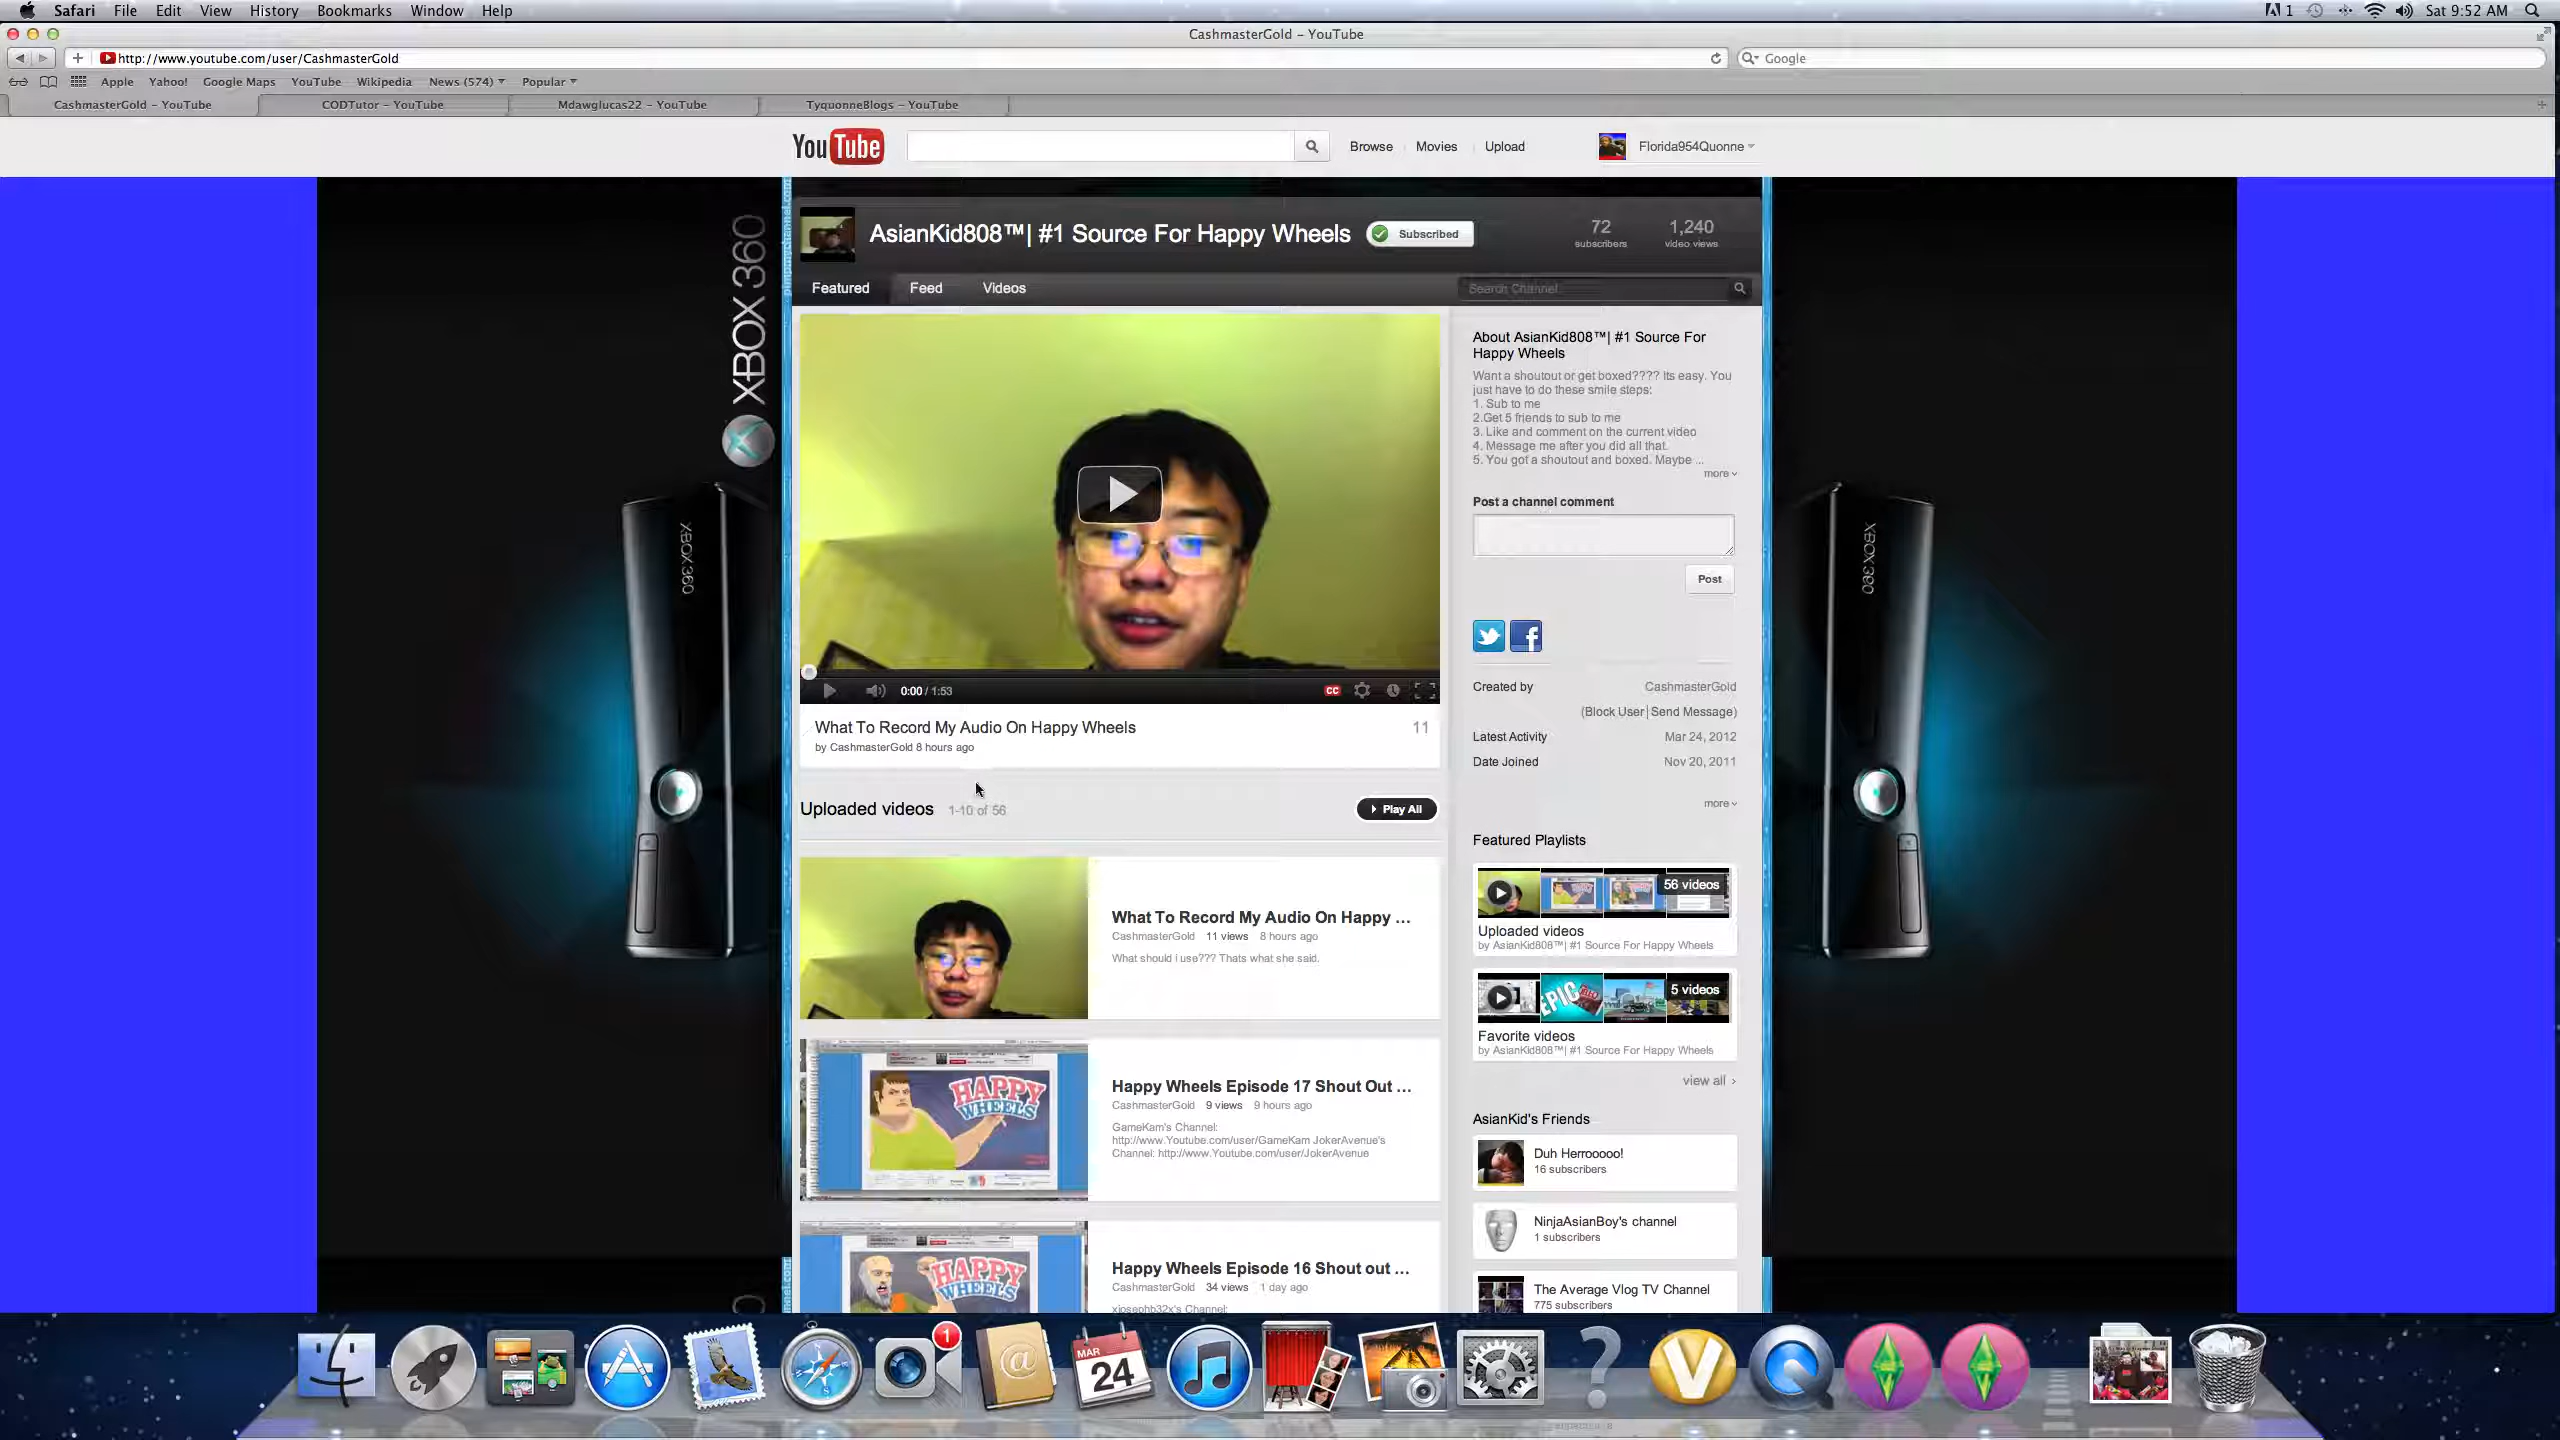 Safari File Edit View History Bookmarks Window Help
1 Sat 9:52 AM
CashmasterGold – YouTube
http://www.youtube.com/user/CashmasterGold
Google
Apple Yahoo! Google Maps YouTube Wikipedia News (574) Popular
CashmasterGold – YouTube CODTutor – YouTube Mdawglucas22 – YouTube TyquonneBlogs – YouTube
YouTube Browse Movies Upload Florida954Quonne
XBOX 360
XBOX360
XBOX360
AsianKid808™| #1 Source For Happy Wheels Subscribed
72 subscribers
1,240 video views
Featured Feed Videos Search Channel
0:00 / 1:53 CC
What To Record My Audio On Happy Wheels 11
by CashmasterGold 8 hours ago
Uploaded videos 1-10 of 56 Play All
What To Record My Audio On Happy ...
CashmasterGold 11 views 8 hours ago
What should i use??? Thats what she said.
HAPPY WHEELS
Happy Wheels Episode 17 Shout Out ...
CashmasterGold 9 views 9 hours ago
GameKam's Channel:
http://www.Youtube.com/user/GameKam JokerAvenue's
Channel: http://www.Youtube.com/user/JokerAvenue
HAPPY WHEELS
Happy Wheels Episode 16 Shout out ...
CashmasterGold 34 views 1 day ago
xjosephb32x's Channel:
About AsianKid808™| #1 Source For
Happy Wheels
Want a shoutout or get boxed???? Its easy. You
just have to do these smile steps:
1. Sub to me
2.Get 5 friends to sub to me
3. Like and comment on the current video
4. Message me after you did all that.
5. You got a shoutout and boxed. Maybe ...
more
Post a channel comment
Post
Created by CashmasterGold
(Block User|Send Message)
Latest Activity Mar 24, 2012
Date Joined Nov 20, 2011
more
Featured Playlists
56 videos
Uploaded videos
by AsianKid808™| #1 Source For Happy Wheels
EPIC
5 videos
Favorite videos
by AsianKid808™| #1 Source For Happy Wheels
view all ›
AsianKid's Friends
Duh Herrooooo!
16 subscribers
NinjaAsianBoy's channel
1 subscribers
The Average Vlog TV Channel
775 subscribers
1
MAR
24